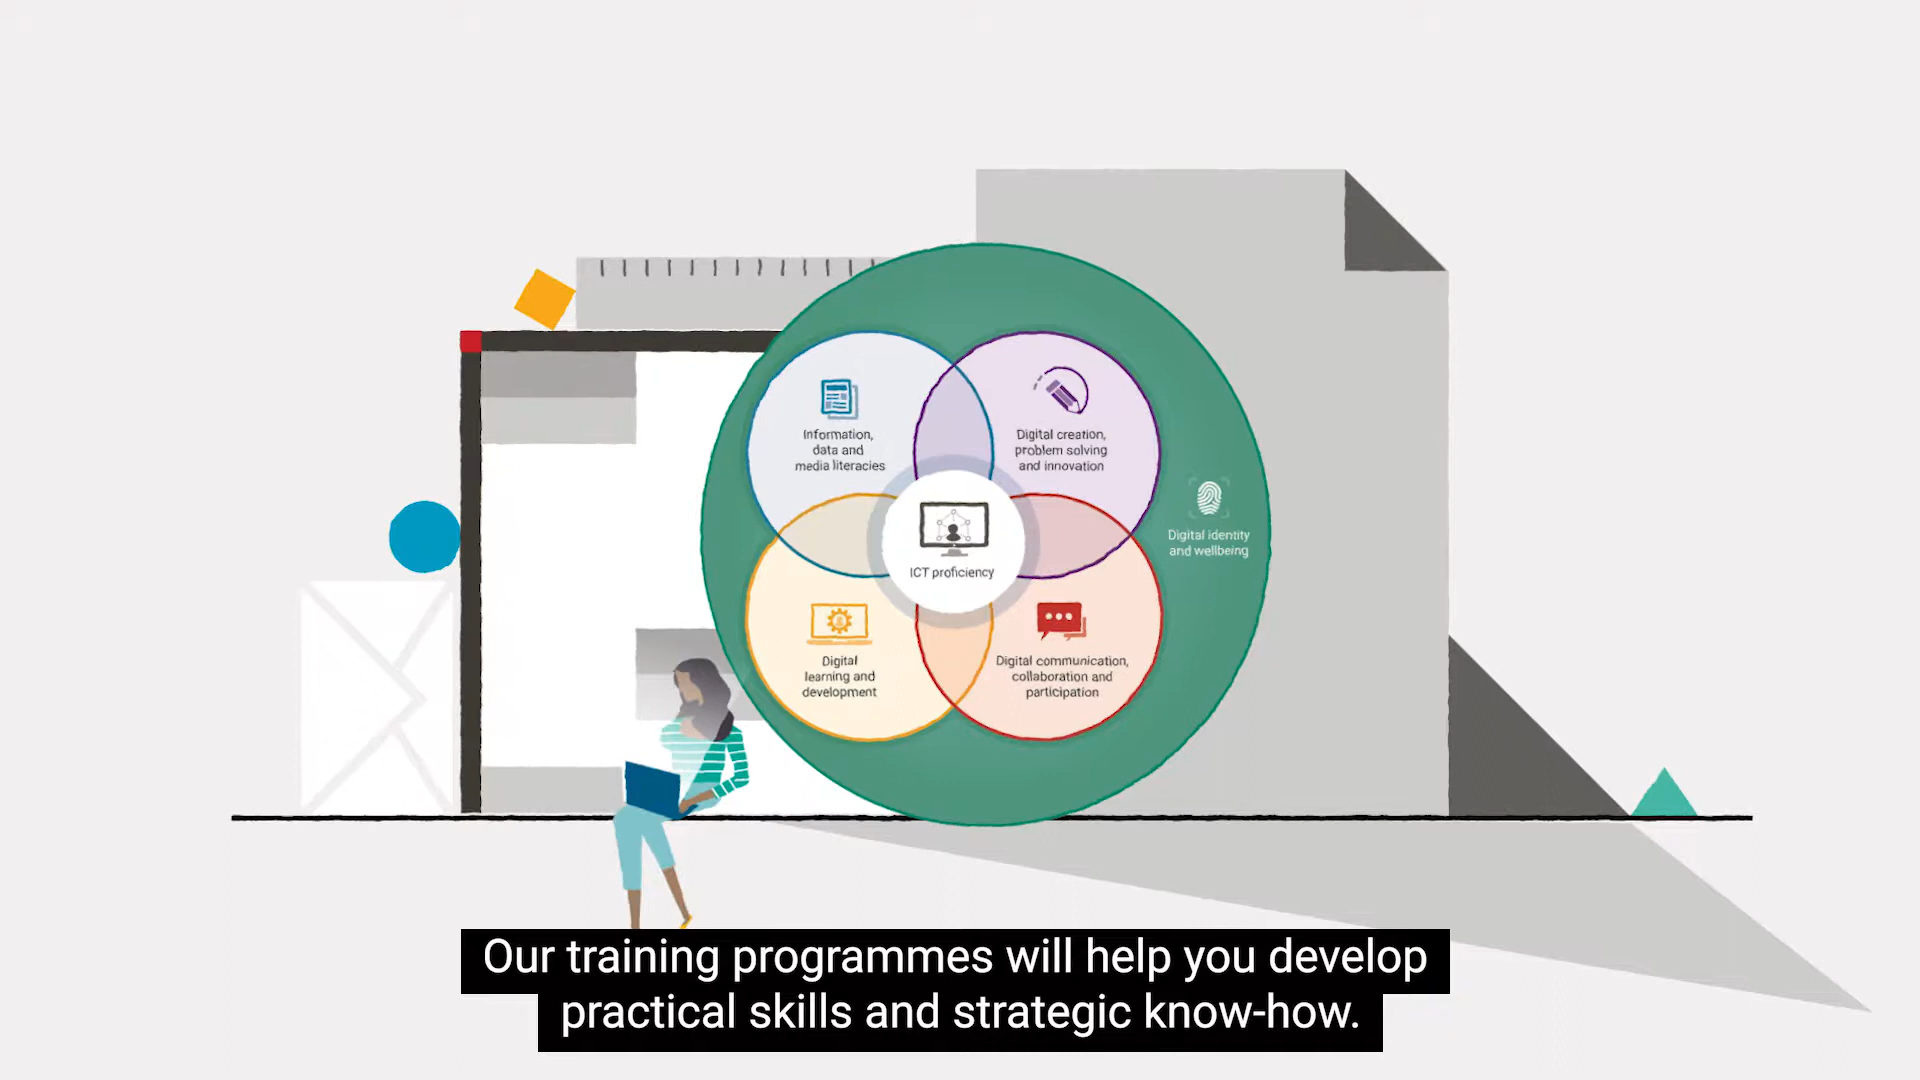 Information,
data and
media literacies
Digital creation,
problem solving
and innovation
Digital identity
and wellbeing
ICT proficiency
Digital
learning and
development
Digital communication,
collaboration and
participation
Our training programmes will help you develop
practical skills and strategic know-how.